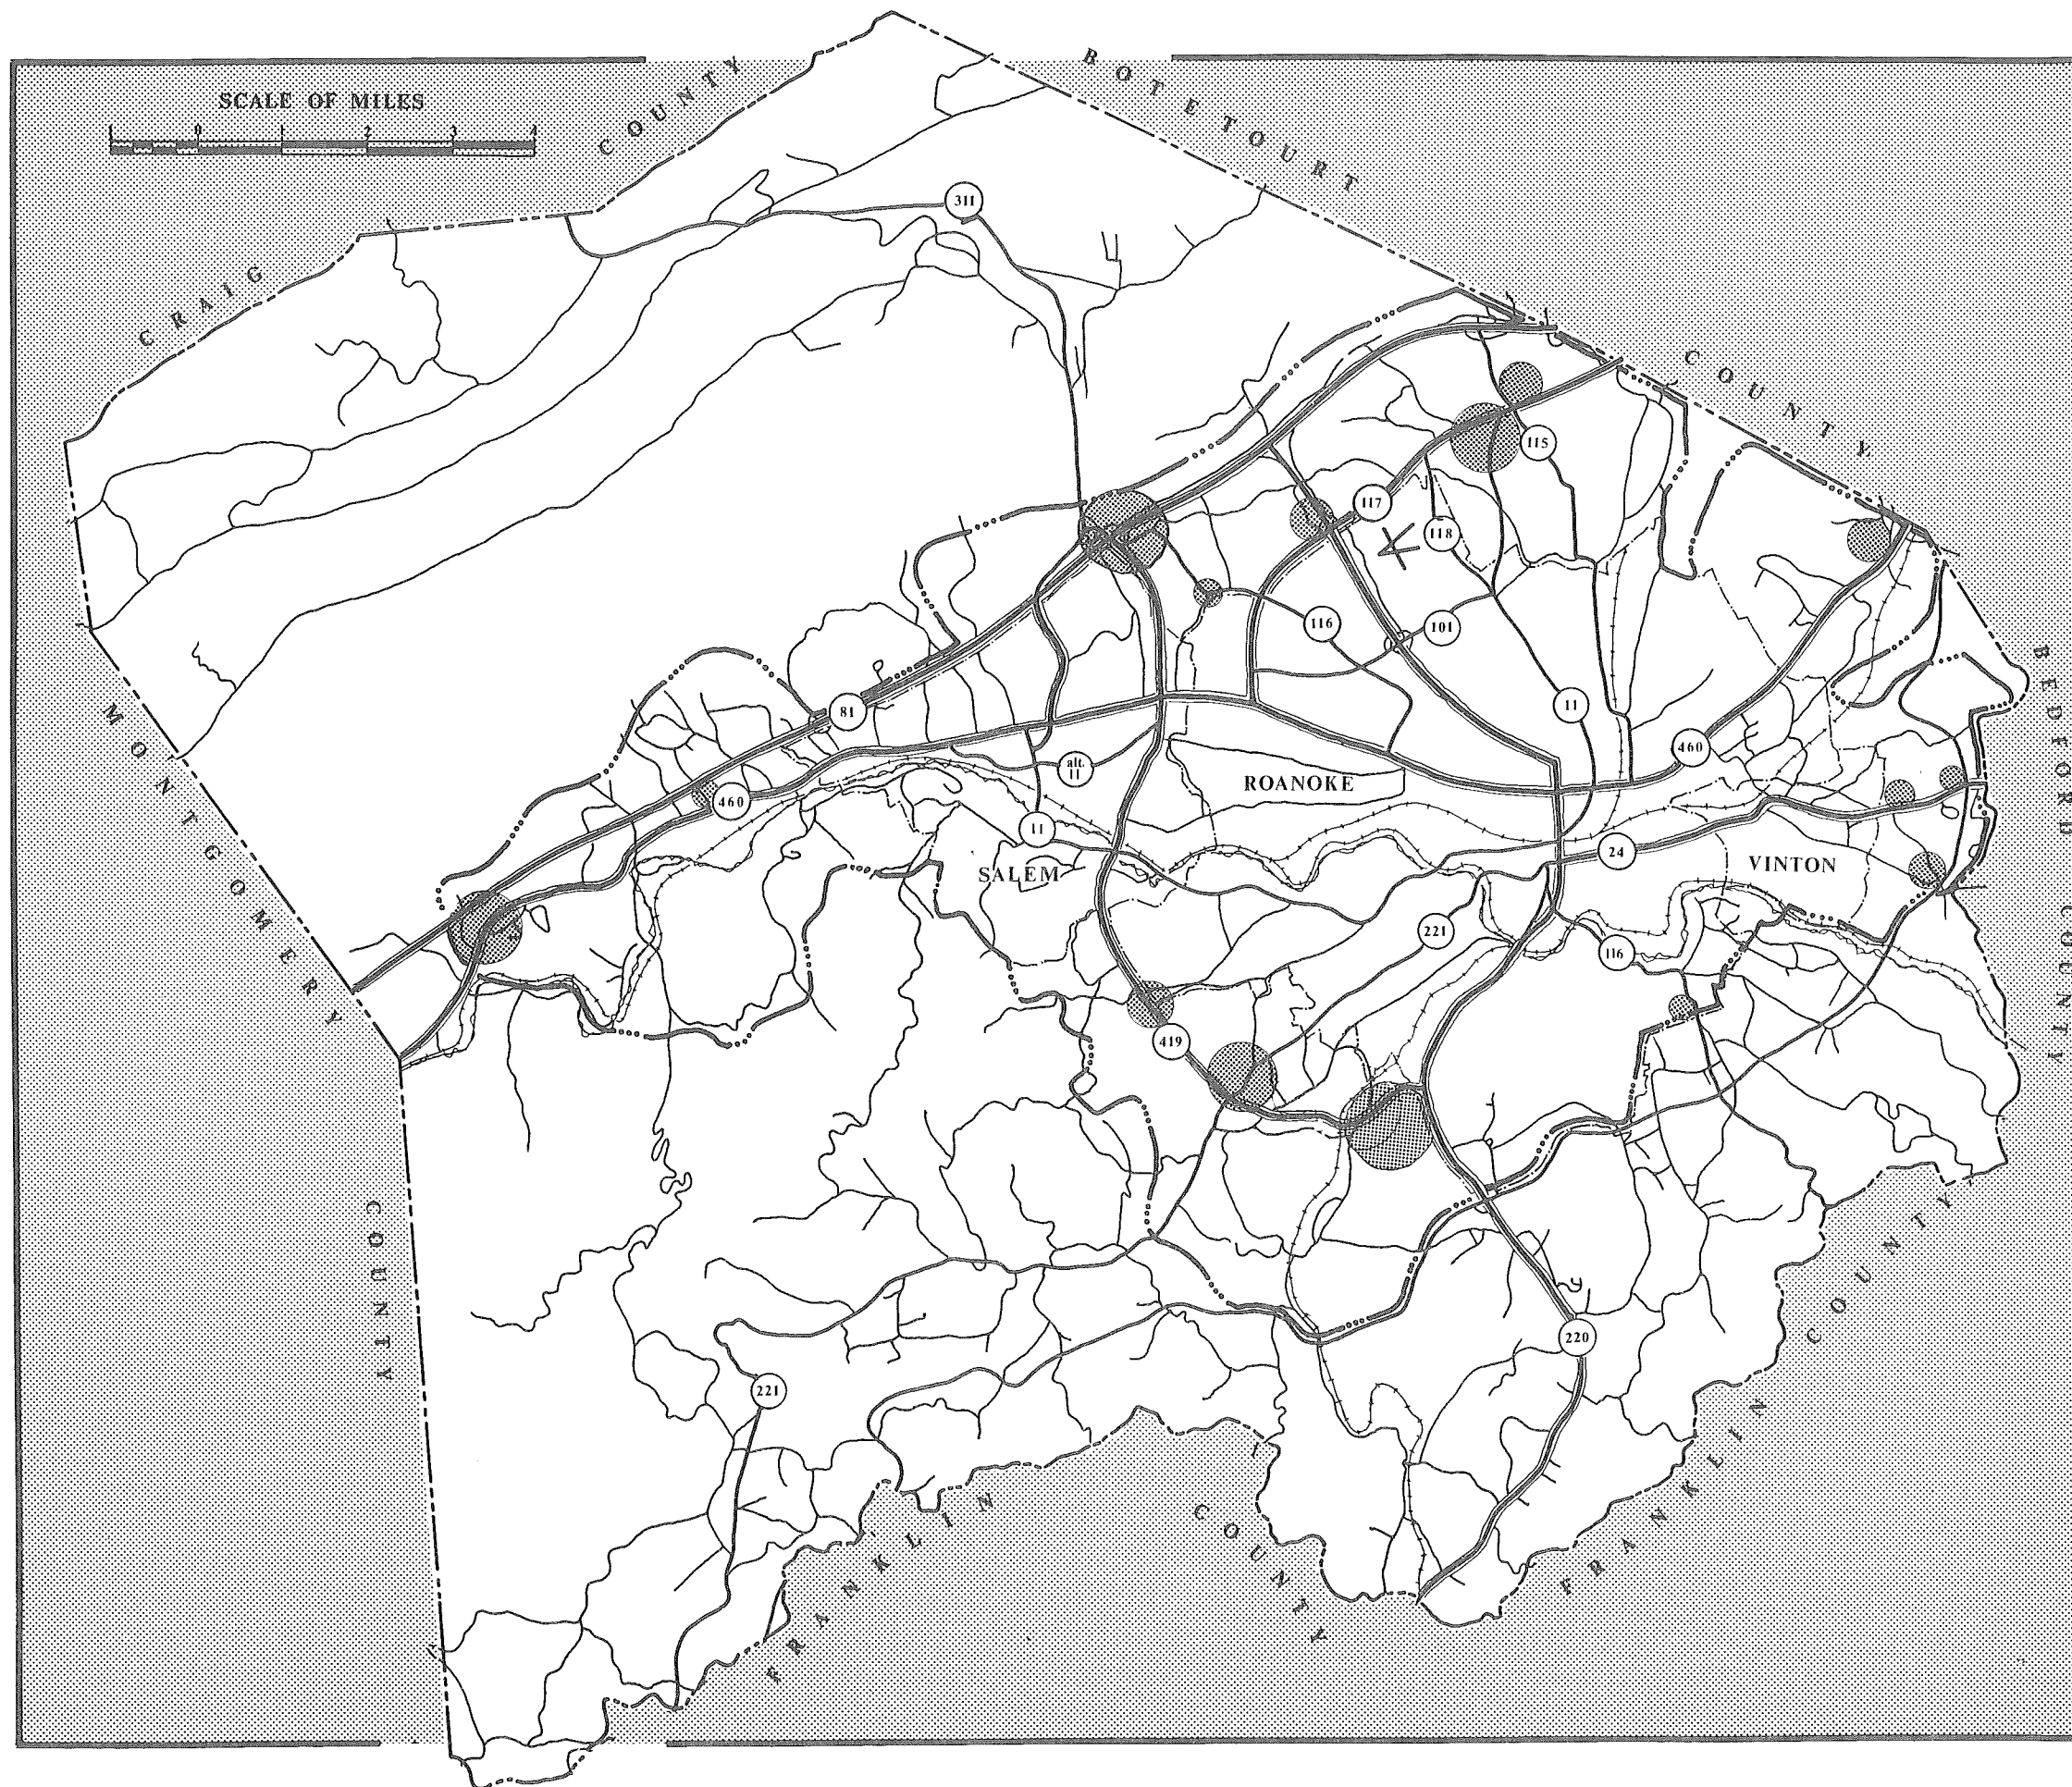 SCALE OF MILES
1 0 1 2 3 4
CRAIG COUNTY
BOTETOURT COUNTY
311
115
117
118
116
101
81
11
460
alt. 11
ROANOKE
460
11
SALEM
24
VINTON
221
116
419
BEDFORD COUNTY
MONTGOMERY COUNTY
220
221
FRANKLIN COUNTY
FRANKLIN COUNTY